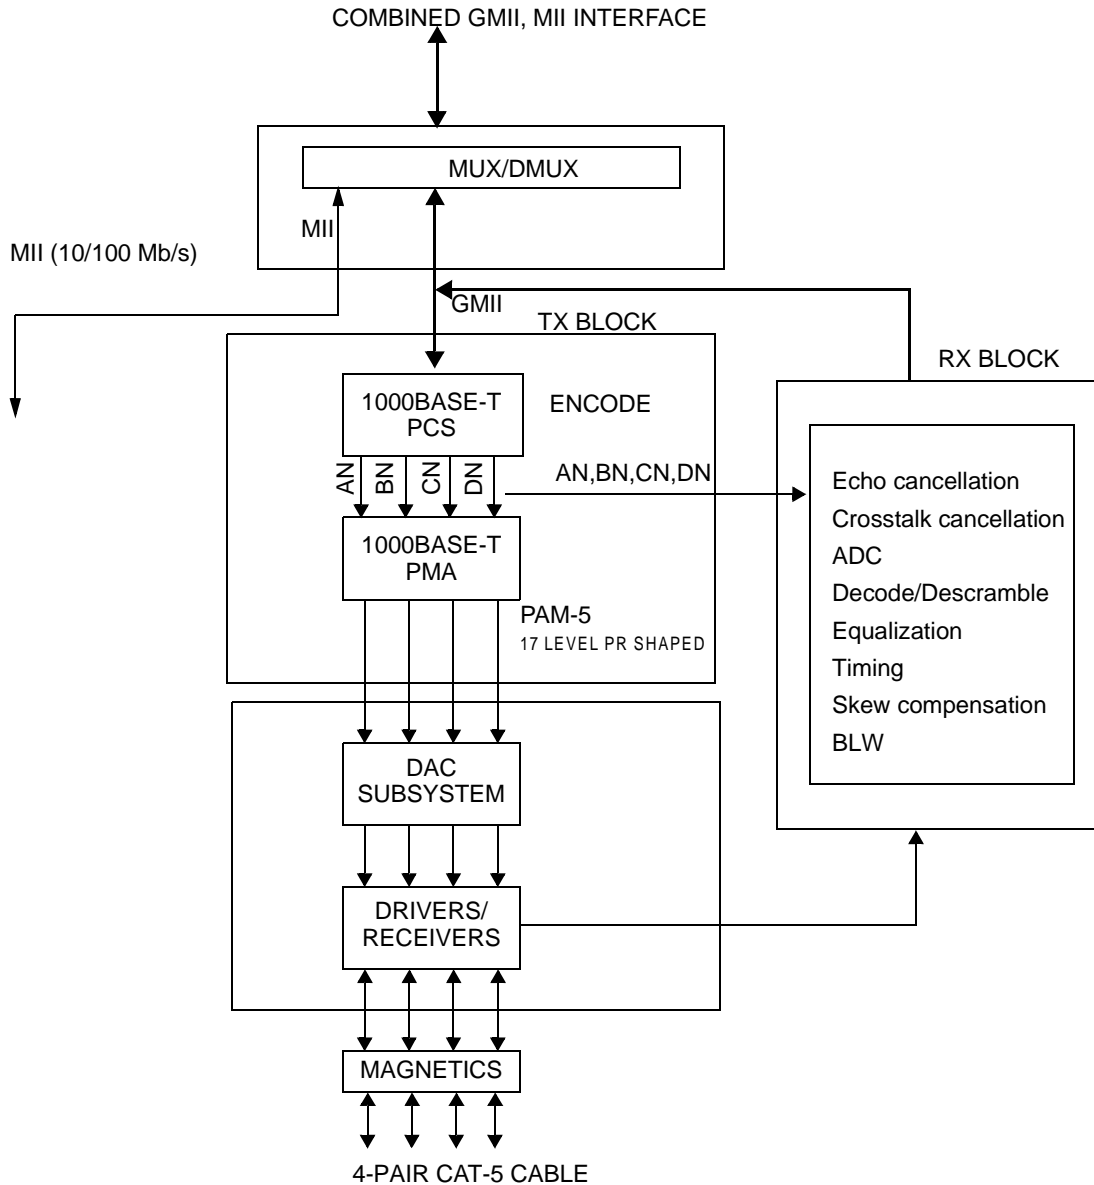 COMBINED GMII, MII INTERFACE
MUX/DMUX
MII
MII (10/100 Mb/s)
GMII
TX BLOCK
RX BLOCK
1000BASE-T
PCS
ENCODE
AN
BN
CN
DN
AN,BN,CN,DN
1000BASE-T
PMA
PAM-5
17 LEVEL PR SHAPED
Echo cancellation
Crosstalk cancellation
ADC
Decode/Descramble
Equalization
Timing
Skew compensation
BLW
DAC
SUBSYSTEM
DRIVERS/
RECEIVERS
MAGNETICS
4-PAIR CAT-5 CABLE